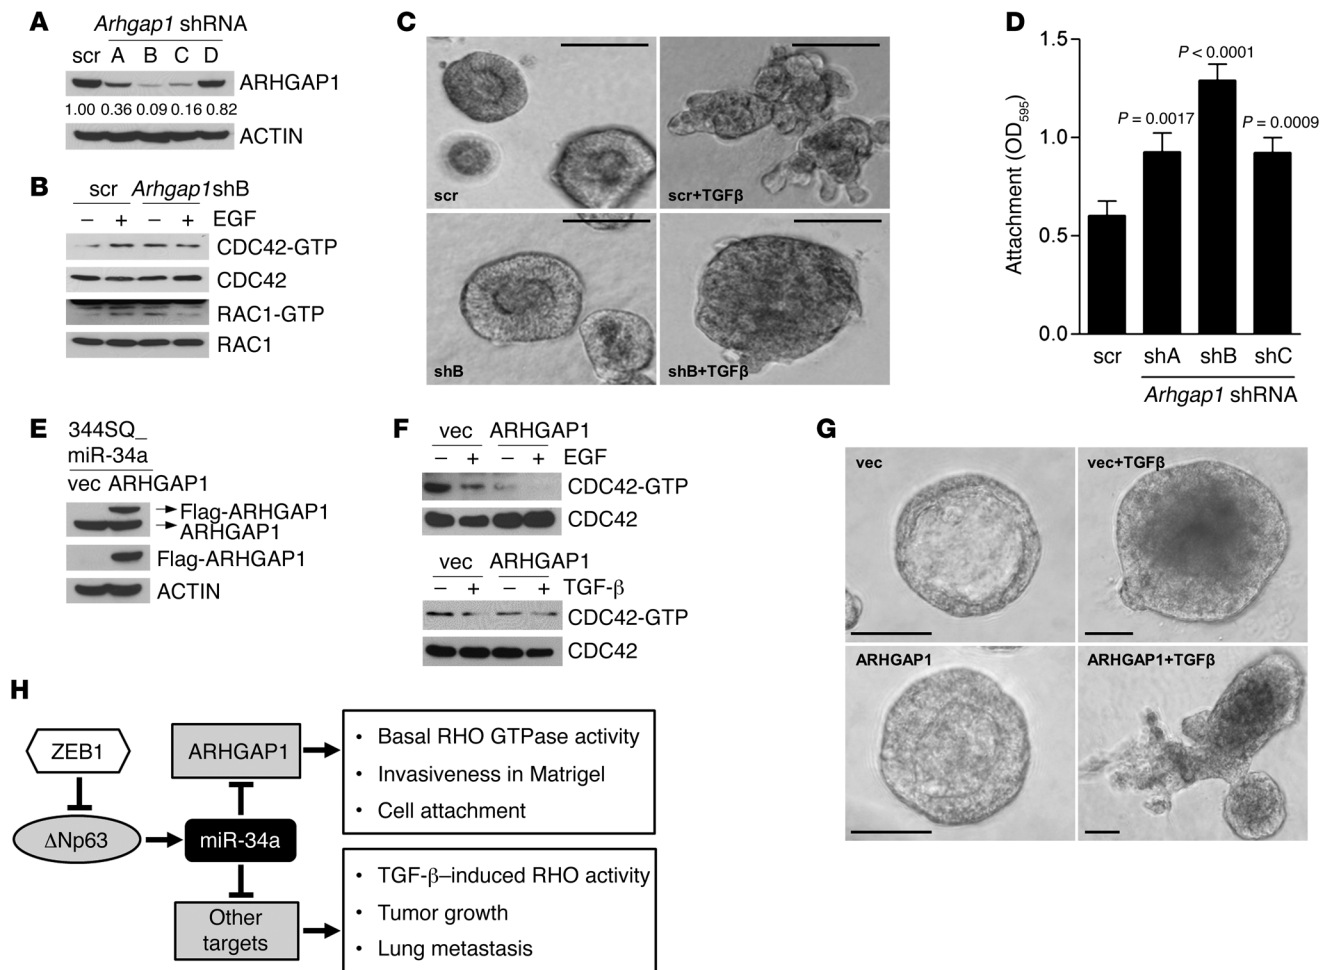 A
Arhgap1 shRNA
scr A B C D
ARHGAP1
1.00 0.36 0.09 0.16 0.82
ACTIN
B
scr Arhgap1shB
– + – + EGF
CDC42-GTP
CDC42
RAC1-GTP
RAC1
C
scr
scr+TGFβ
shB
shB+TGFβ
D
Attachment (OD595)
1.5
1.0
0.5
0.0
P = 0.0017
P < 0.0001
P = 0.0009
scr shA shB shC
Arhgap1 shRNA
E
344SQ_
miR-34a
vec ARHGAP1
Flag-ARHGAP1
ARHGAP1
Flag-ARHGAP1
ACTIN
F
vec ARHGAP1
– + – + EGF
CDC42-GTP
CDC42
vec ARHGAP1
– + – + TGF-β
CDC42-GTP
CDC42
G
vec
vec+TGFβ
ARHGAP1
ARHGAP1+TGFβ
H
ZEB1
ΔNp63
miR-34a
ARHGAP1
• Basal RHO GTPase activity
• Invasiveness in Matrigel
• Cell attachment
Other
targets
• TGF-β–induced RHO activity
• Tumor growth
• Lung metastasis